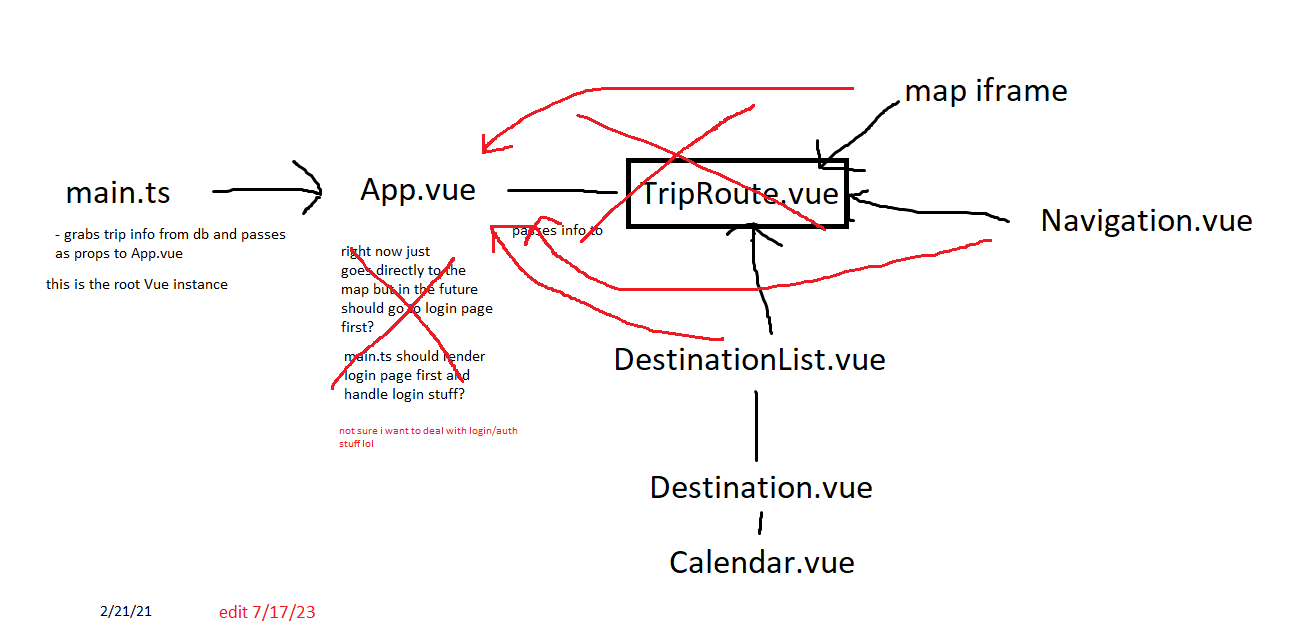 map iframe
main.ts
App.vue
TripRoute.vue
Navigation.vue
- grabs trip info from db and passes
as props to App.vue
this is the root Vue instance
passes info to
right now just
goes directly to the
map but in the future
should go to login page
first?
main.ts should render
login page first and
handle login stuff?
not sure i want to deal with login/auth
stuff lol
DestinationList.vue
Destination.vue
Calendar.vue
2/21/21
edit 7/17/23